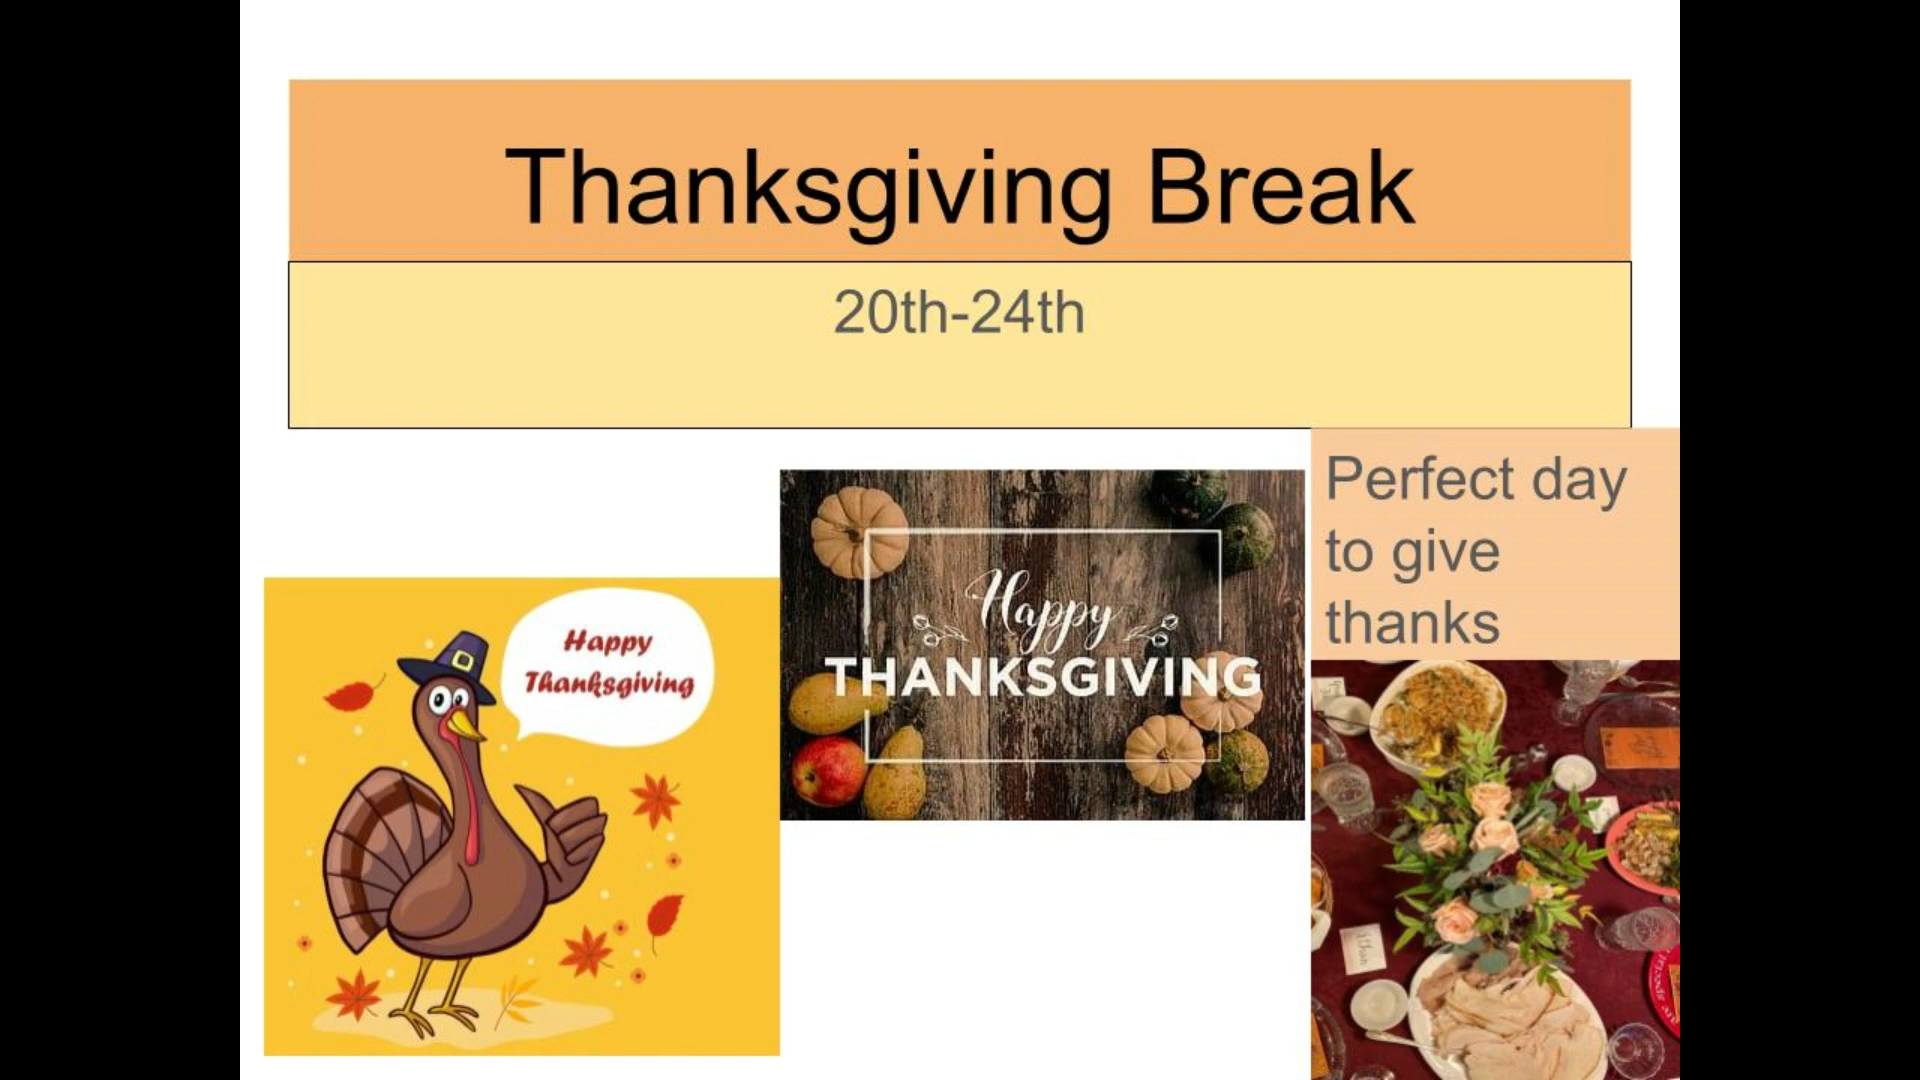 Thanksgiving Break
20th-24th
Perfect day
to give
thanks
Happy
THANKSGIVING
Happy
Thanksgiving